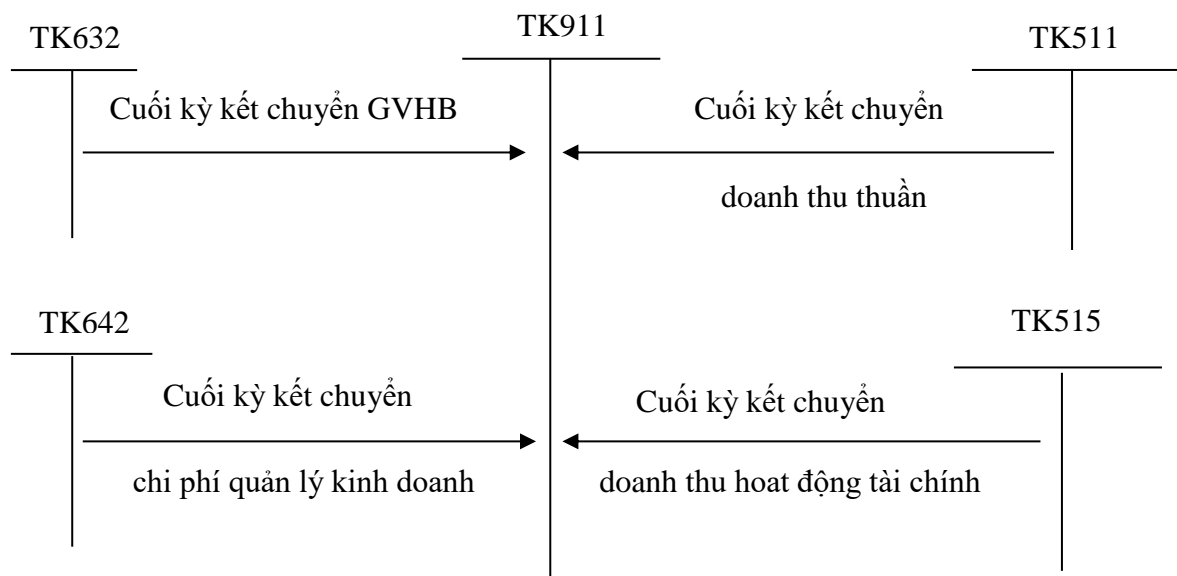 TK632
TK911
TK511
Cuối kỳ kết chuyển GVHB
Cuối kỳ kết chuyển
doanh thu thuần
TK642
TK515
Cuối kỳ kết chuyển
chi phí quản lý kinh doanh
Cuối kỳ kết chuyển
doanh thu hoat động tài chính